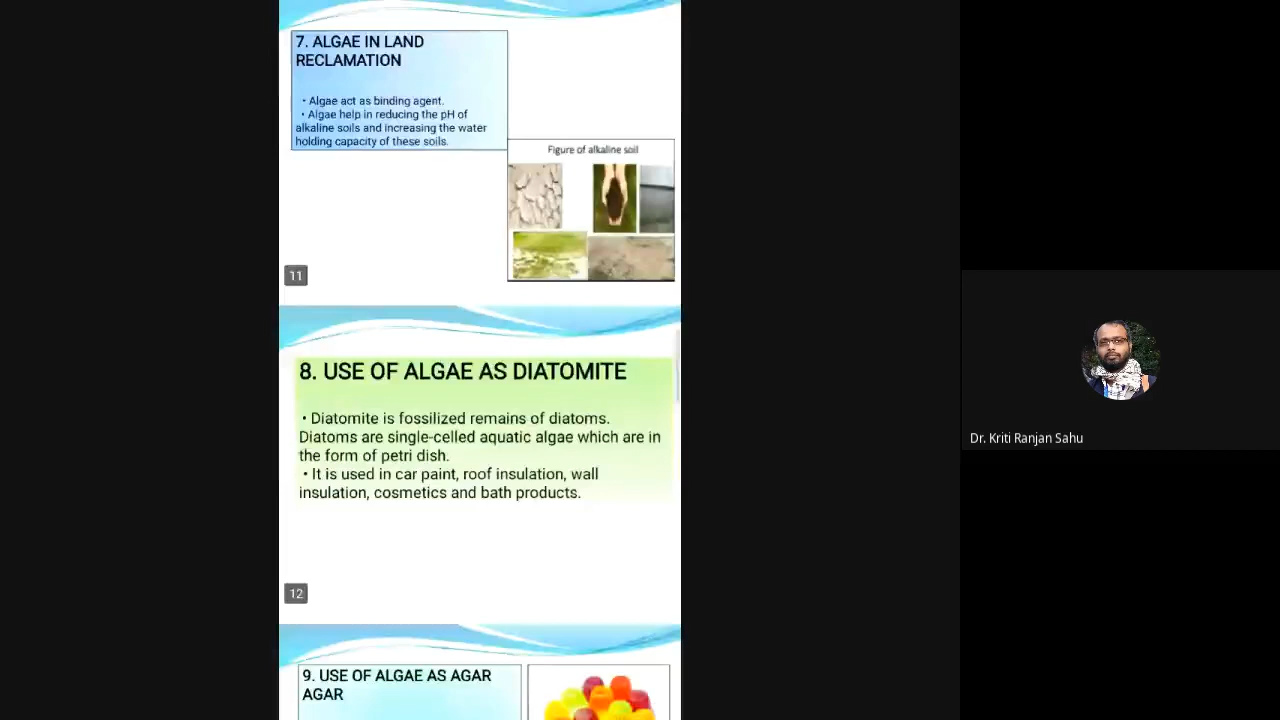 7. ALGAE IN LAND
RECLAMATION
• Algae act as binding agent.
• Algae help in reducing the pH of
alkaline soils and increasing the water
holding capacity of these soils.
Figure of alkaline soil
11
8. USE OF ALGAE AS DIATOMITE
• Diatomite is fossilized remains of diatoms.
Diatoms are single-celled aquatic algae which are in
the form of petri dish.
• It is used in car paint, roof insulation, wall
insulation, cosmetics and bath products.
12
9. USE OF ALGAE AS AGAR
AGAR
Dr. Kriti Ranjan Sahu